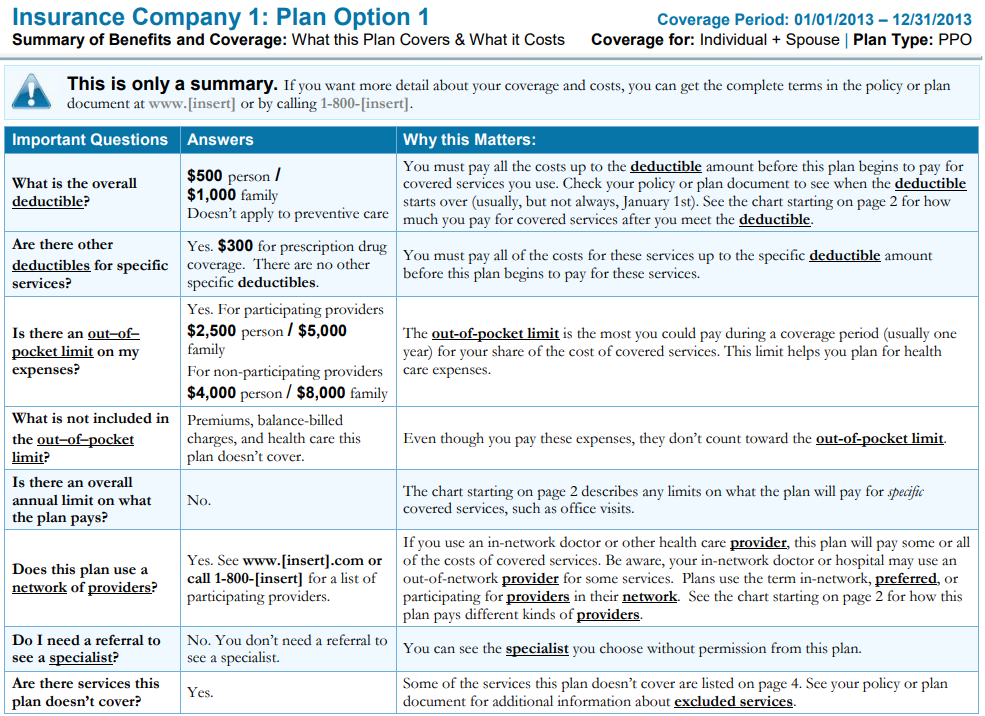 Insurance Company 1: Plan Option 1
Coverage Period: 01/01/2013 – 12/31/2013
Summary of Benefits and Coverage: What this Plan Covers & What it Costs
Coverage for: Individual + Spouse | Plan Type: PPO
This is only a summary. If you want more detail about your coverage and costs, you can get the complete terms in the policy or plan
document at www.[insert] or by calling 1-800-[insert].
Important Questions
Answers
Why this Matters:
What is the overall
deductible?
$500 person /
$1,000 family
Doesn’t apply to preventive care
You must pay all the costs up to the deductible amount before this plan begins to pay for
covered services you use. Check your policy or plan document to see when the deductible
starts over (usually, but not always, January 1st). See the chart starting on page 2 for how
much you pay for covered services after you meet the deductible.
Are there other
deductibles for specific
services?
Yes. $300 for prescription drug
coverage.  There are no other
specific deductibles.
You must pay all of the costs for these services up to the specific deductible amount
before this plan begins to pay for these services.
Is there an out–of–
pocket limit on my
expenses?
Yes. For participating providers
$2,500 person / $5,000
family
For non-participating providers
$4,000 person / $8,000 family
The out-of-pocket limit is the most you could pay during a coverage period (usually one
year) for your share of the cost of covered services. This limit helps you plan for health
care expenses.
What is not included in
the out–of–pocket
limit?
Premiums, balance-billed
charges, and health care this
plan doesn’t cover.
Even though you pay these expenses, they don’t count toward the out-of-pocket limit.
Is there an overall
annual limit on what
the plan pays?
No.
The chart starting on page 2 describes any limits on what the plan will pay for specific
covered services, such as office visits.
Does this plan use a
network of providers?
Yes. See www.[insert].com or
call 1-800-[insert] for a list of
participating providers.
If you use an in-network doctor or other health care provider, this plan will pay some or all
of the costs of covered services. Be aware, your in-network doctor or hospital may use an
out-of-network provider for some services.  Plans use the term in-network, preferred, or
participating for providers in their network.  See the chart starting on page 2 for how this
plan pays different kinds of providers.
Do I need a referral to
see a specialist?
No. You don’t need a referral to
see a specialist.
You can see the specialist you choose without permission from this plan.
Are there services this
plan doesn’t cover?
Yes.
Some of the services this plan doesn’t cover are listed on page 4. See your policy or plan
document for additional information about excluded services.